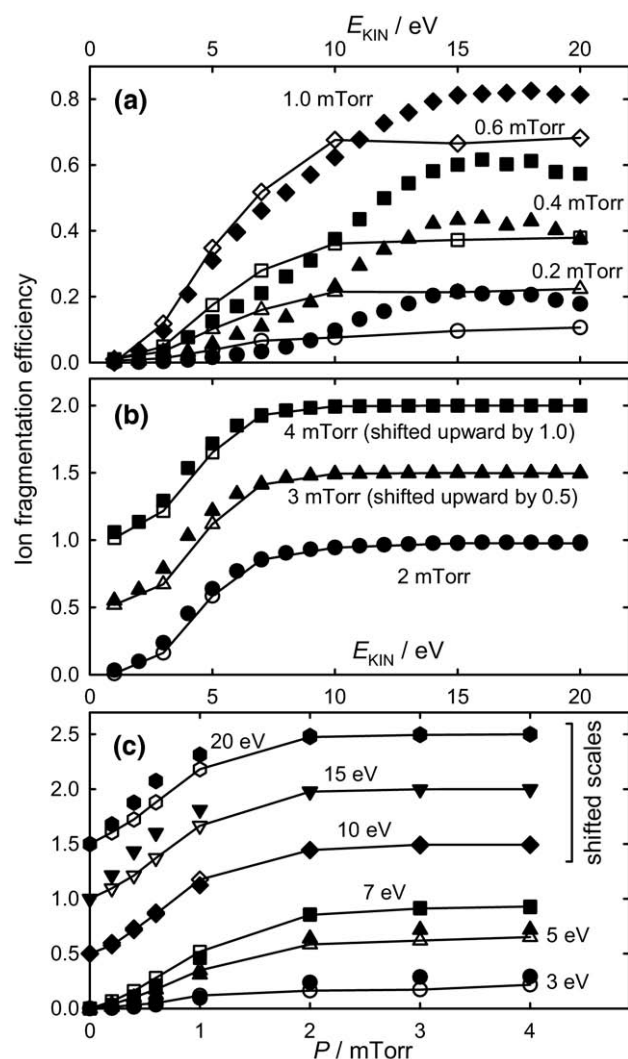 E_KIN / eV
0 5 10 15 20
(a)
1.0 mTorr
0.6 mTorr
0.4 mTorr
0.2 mTorr
0.8
0.6
0.4
0.2
0.0
Ion fragmentation efficiency
(b)
4 mTorr (shifted upward by 1.0)
3 mTorr (shifted upward by 0.5)
2 mTorr
2.0
1.5
1.0
0.5
0.0
E_KIN / eV
0 5 10 15 20
(c)
20 eV
15 eV
10 eV
7 eV
5 eV
3 eV
shifted scales
2.5
2.0
1.5
1.0
0.5
0.0
0 1 2 3 4
P / mTorr